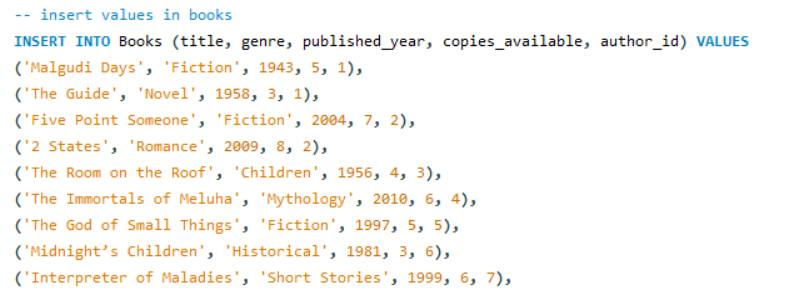 -- insert values in books
INSERT INTO Books (title, genre, published_year, copies_available, author_id) VALUES
('Malgudi Days', 'Fiction', 1943, 5, 1),
('The Guide', 'Novel', 1958, 3, 1),
('Five Point Someone', 'Fiction', 2004, 7, 2),
('2 States', 'Romance', 2009, 8, 2),
('The Room on the Roof', 'Children', 1956, 4, 3),
('The Immortals of Meluha', 'Mythology', 2010, 6, 4),
('The God of Small Things', 'Fiction', 1997, 5, 5),
('Midnight’s Children', 'Historical', 1981, 3, 6),
('Interpreter of Maladies', 'Short Stories', 1999, 6, 7),